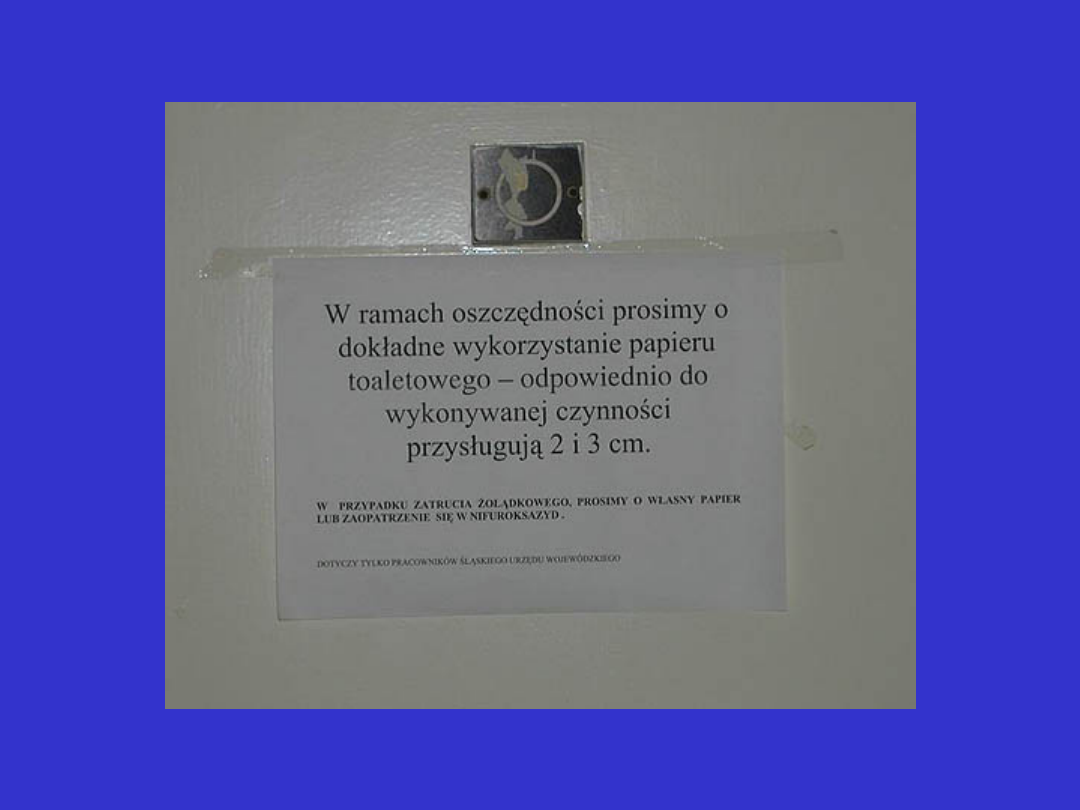 W ramach oszczędności prosimy o
dokładne wykorzystanie papieru
toaletowego – odpowiednio do
wykonywanej czynności
przysługują 2 i 3 cm.
W PRZYPADKU ZATRUCIA ŻOLĄDKOWEGO, PROSIMY O WŁASNY PAPIER
LUB ZAOPATRZENIE SIĘ W NIFUROKSAZYD .
DOTYCZY TYLKO PRACOWNIKÓW ŚLĄSKIEGO URZĘDU WOJEWÓDZKIEGO